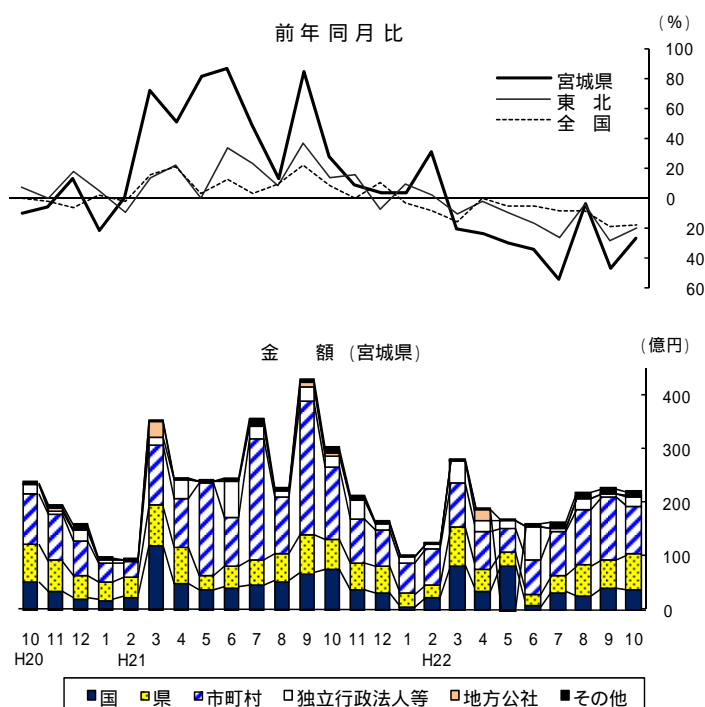 前年同月比
(%)
100
80
60
40
20
0
20
40
60
宮城県
東 北
全 国
金 額 (宮城県)
(億円)
400
300
200
100
0
10 11 12 1 2 3 4 5 6 7 8 9 10 11 12 1 2 3 4 5 6 7 8 9 10
H20 H21 H22
国 県 市町村 独立行政法人等 地方公社 その他